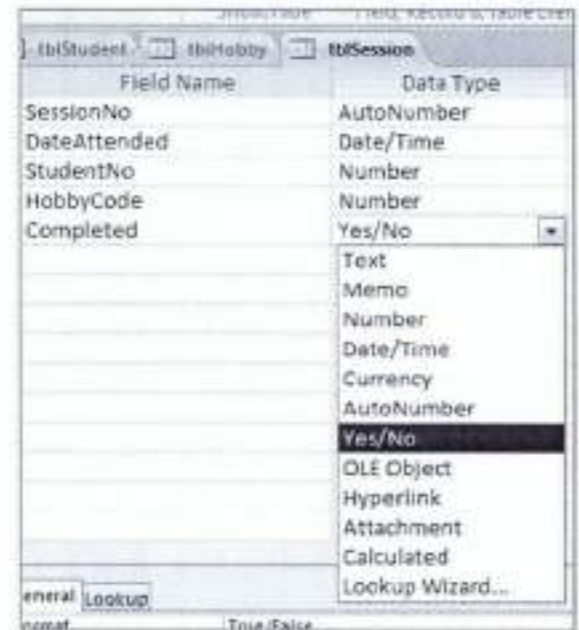 tblStudent tblHobby tblSession
Field Name Data Type
SessionNo AutoNumber
DateAttended Date/Time
StudentNo Number
HobbyCode Number
Completed Yes/No
Text
Memo
Number
Date/Time
Currency
AutoNumber
Yes/No
OLE Object
Hyperlink
Attachment
Calculated
Lookup Wizard...
eneral Lookup
True/False